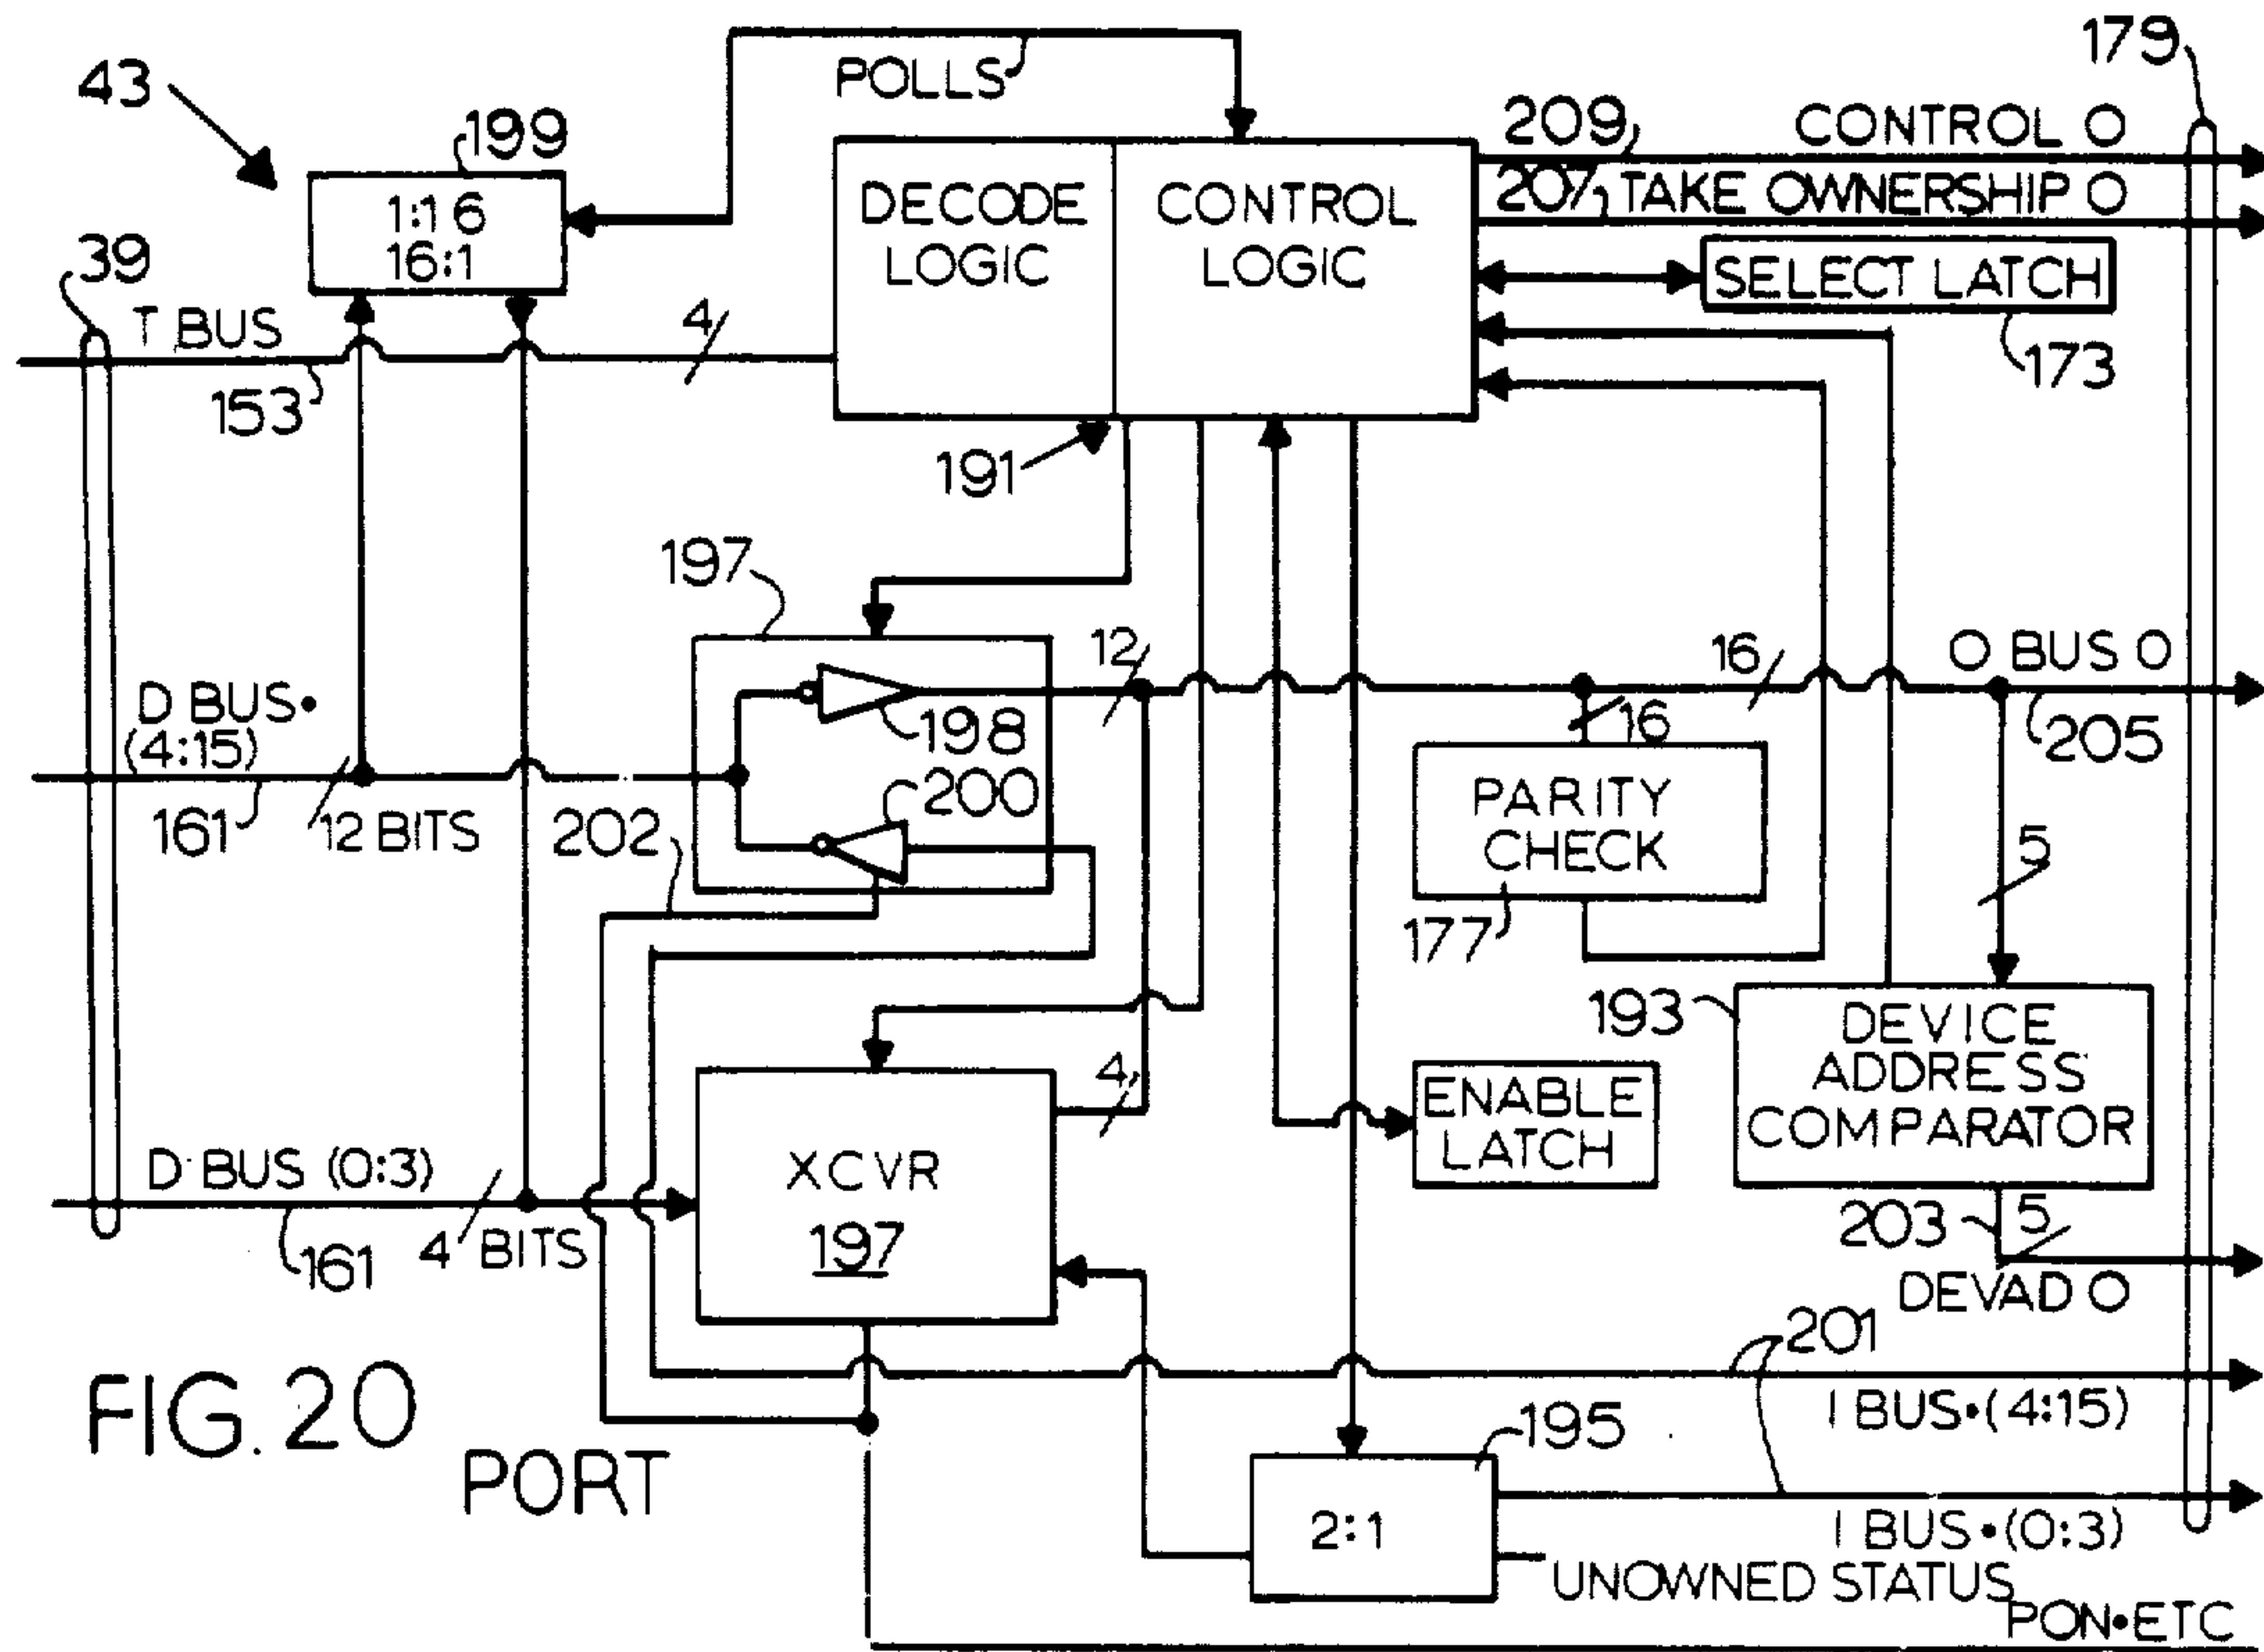 179
43
POLLS
199
209
CONTROL O
207
TAKE OWNERSHIP O
1:16
16:1
DECODE
LOGIC
CONTROL
LOGIC
39
T BUS
4
SELECT LATCH
153
173
191
197
12
16
O BUS O
D BUS•
(4:15)
198
16
205
161
12 BITS
202
200
PARITY
CHECK
5
177
193
DEVICE
ADDRESS
COMPARATOR
4
ENABLE
LATCH
D BUS (0:3)
XCVR
197
161
4 BITS
203
5
DEVAD O
201
FIG. 20
I BUS•(4:15)
PORT
195
2:1
I BUS•(0:3)
UNOWNED STATUS
PON•ETC